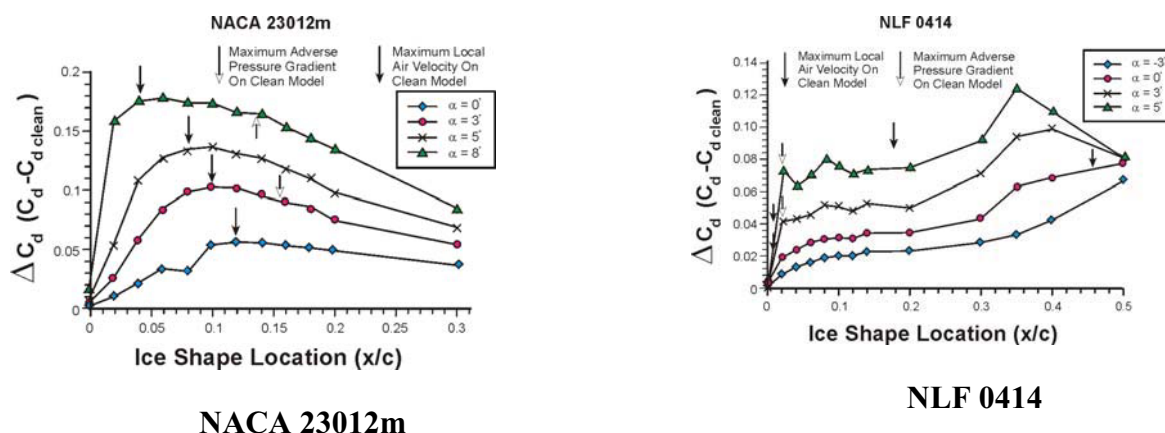 NACA 23012m
Maximum Adverse
Pressure Gradient
On Clean Model
Maximum Local
Air Velocity On
Clean Model
α = 0°
α = 3°
α = 5°
α = 8°
0.2
0.15
0.1
0.05
0
0 0.05 0.1 0.15 0.2 0.3
ΔCd (Cd-Cd clean)
Ice Shape Location (x/c)
NACA 23012m
NLF 0414
Maximum Local
Air Velocity On
Clean Model
Maximum Adverse
Pressure Gradient
On Clean Model
α = -3°
α = 0°
α = 3°
α = 5°
0.14
0.12
0.10
0.08
0.06
0.04
0.02
0
0 0.1 0.2 0.3 0.4 0.5
ΔCd (Cd-Cd clean)
Ice Shape Location (x/c)
NLF 0414